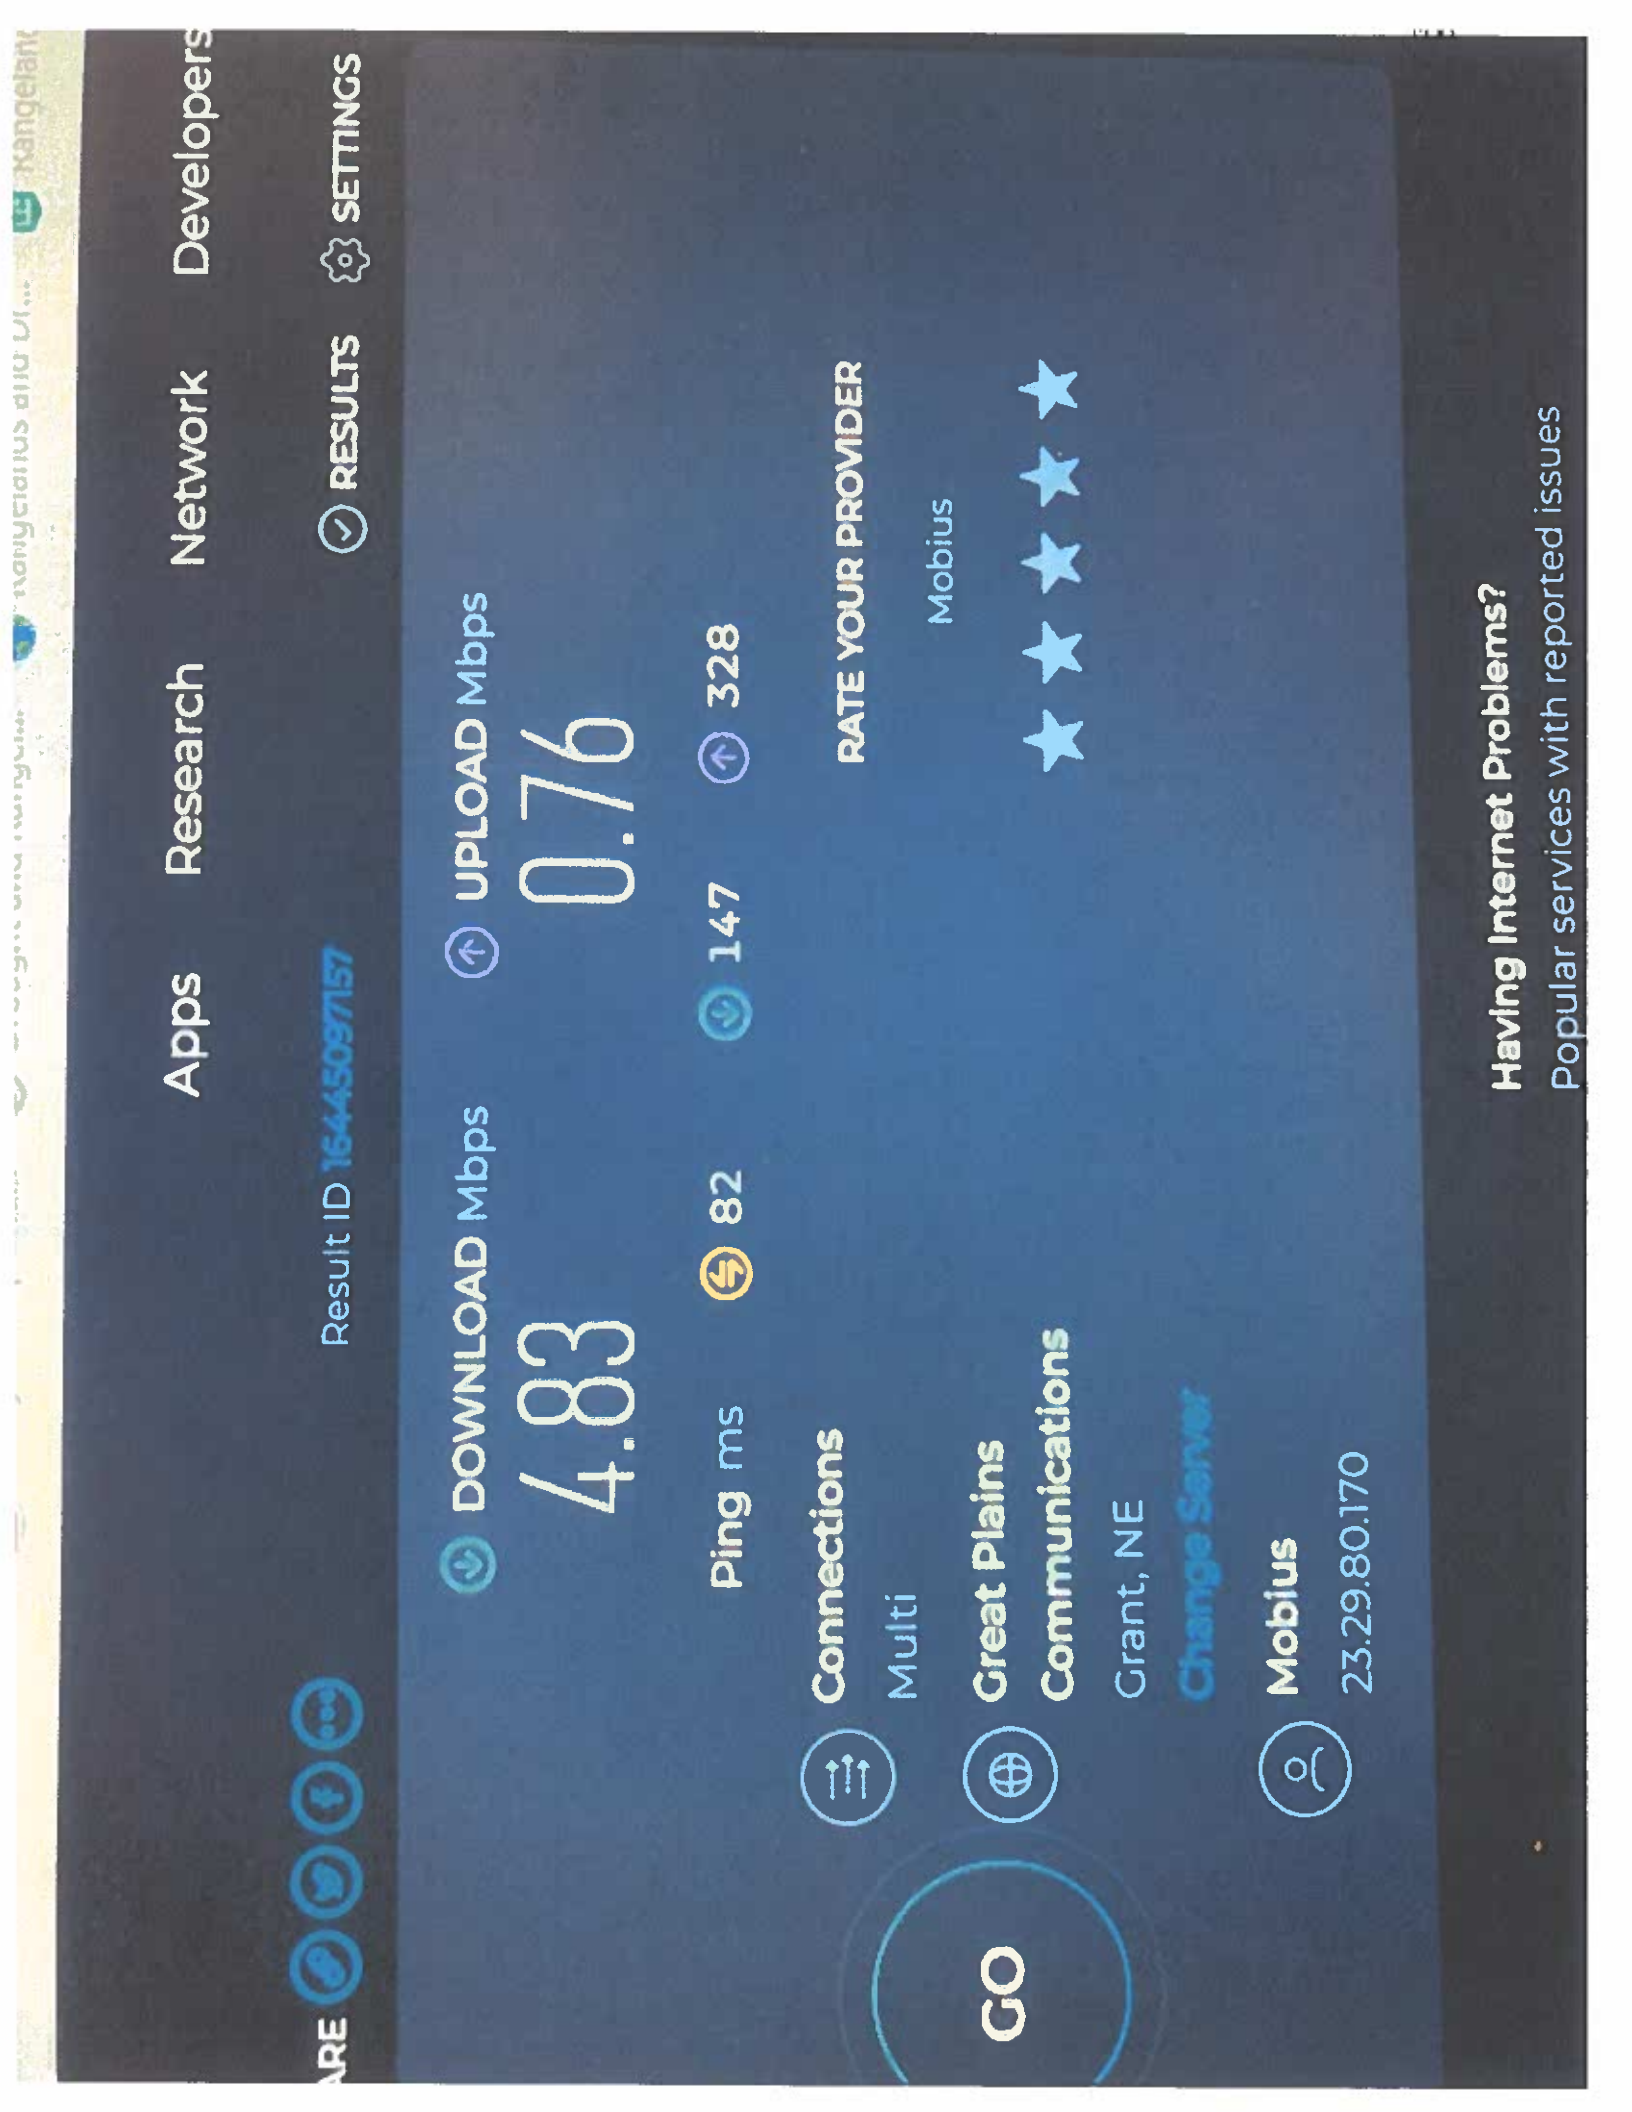 Apps Research Network Developers
ARE Result ID 16445097157 RESULTS SETTINGS
DOWNLOAD Mbps UPLOAD Mbps
4.83 0.76
Ping ms 82 147 328
Connections
Multi
Great Plains
Communications
Grant, NE
Change Server
Mobius
23.29.80.170
GO
RATE YOUR PROVIDER
Mobius
Having Internet Problems?
Popular services with reported issues